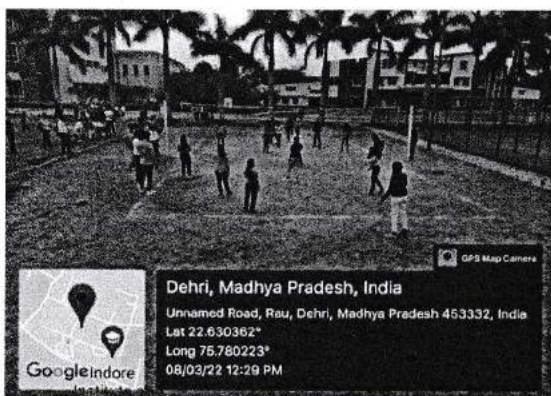 GPS Map Camera
Dehri, Madhya Pradesh, India
Unnamed Road, Rau, Dehri, Madhya Pradesh 453332, India
Lat 22.630362°
Long 75.780223°
08/03/22 12:29 PM
Google
Indore
Institute